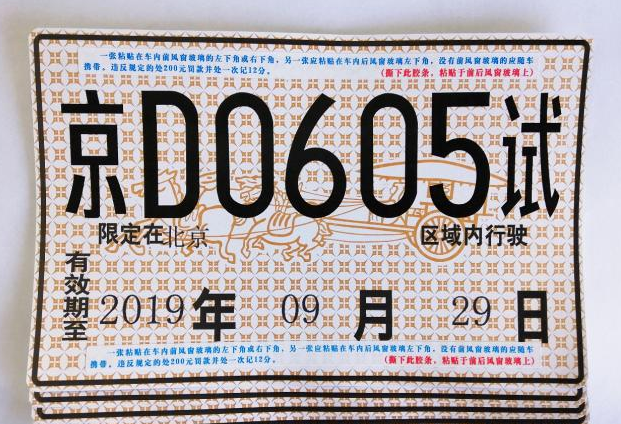 一张粘贴在车内前风窗玻璃的左下角或右下角，另一张应粘贴在车内后风窗玻璃左下角，没有前风窗玻璃的应随车
携带。违反规定的处200元罚款并处一次记12分。 （撕下此胶条，粘贴于前后风窗玻璃上）
京D0605试
限定在北京 区域内行驶
有效期至 2019年 09 月 29 日
一张粘贴在车内前风窗玻璃的左下角或右下角，另一张应粘贴在车内后风窗玻璃左下角，没有前风窗玻璃的应随车
携带。违反规定的处200元罚款并处一次记12分。 （撕下此胶条，粘贴于前后风窗玻璃上）